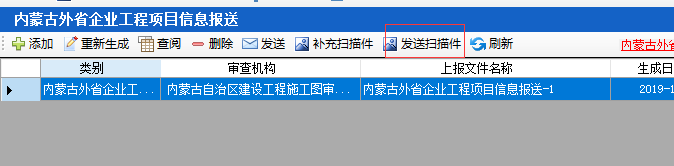 内蒙古外省企业工程项目信息报送
添加 重新生成 查阅 删除 发送 补充扫描件 发送扫描件 刷新 内蒙古外
类别 审查机构 上报文件名称 生成日
内蒙古外省企业工... 内蒙古自治区建设工程施工图审... 内蒙古外省企业工程项目信息报送-1 2019-1